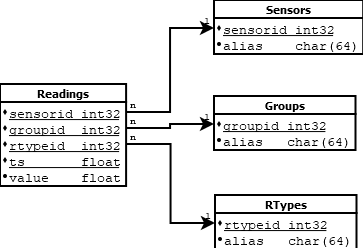 Sensors
sensorid int32
alias char(64)
Readings
sensorid int32
groupid int32
rtypeid int32
ts float
value float
n
n
n
1
Groups
groupid int32
alias char(64)
1
RTypes
rtypeid int32
alias char(64)
1